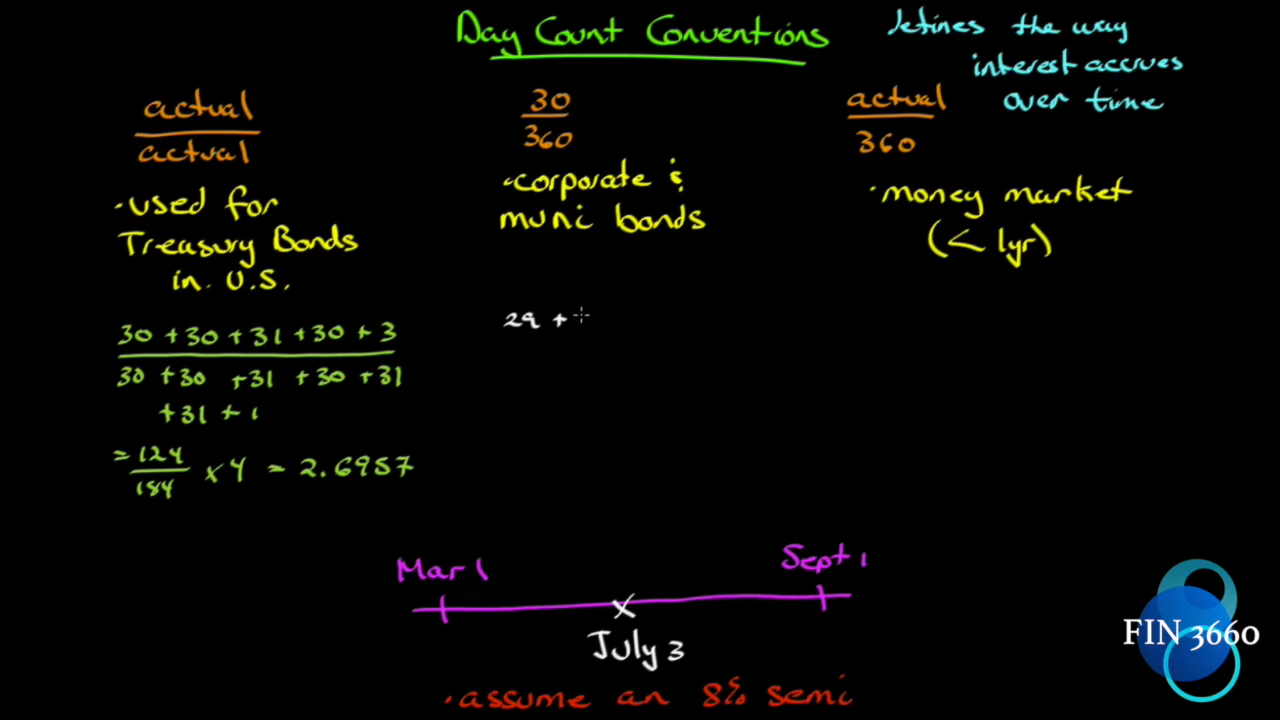 Day Count Conventions
defines the way
interest accrues
over time
actual
actual
• used for
Treasury Bonds
in U.S.
30 + 30 + 31 + 30 + 3
30 + 30 + 31 + 30 + 31
+ 31 + 1
= 124
184
x 4 = 2.6957
30
360
• corporate &
muni bonds
29 +
actual
360
• money market
(< 1yr)
Mar 1
Sept 1
July 3
• assume an 8% semi
FIN 3660